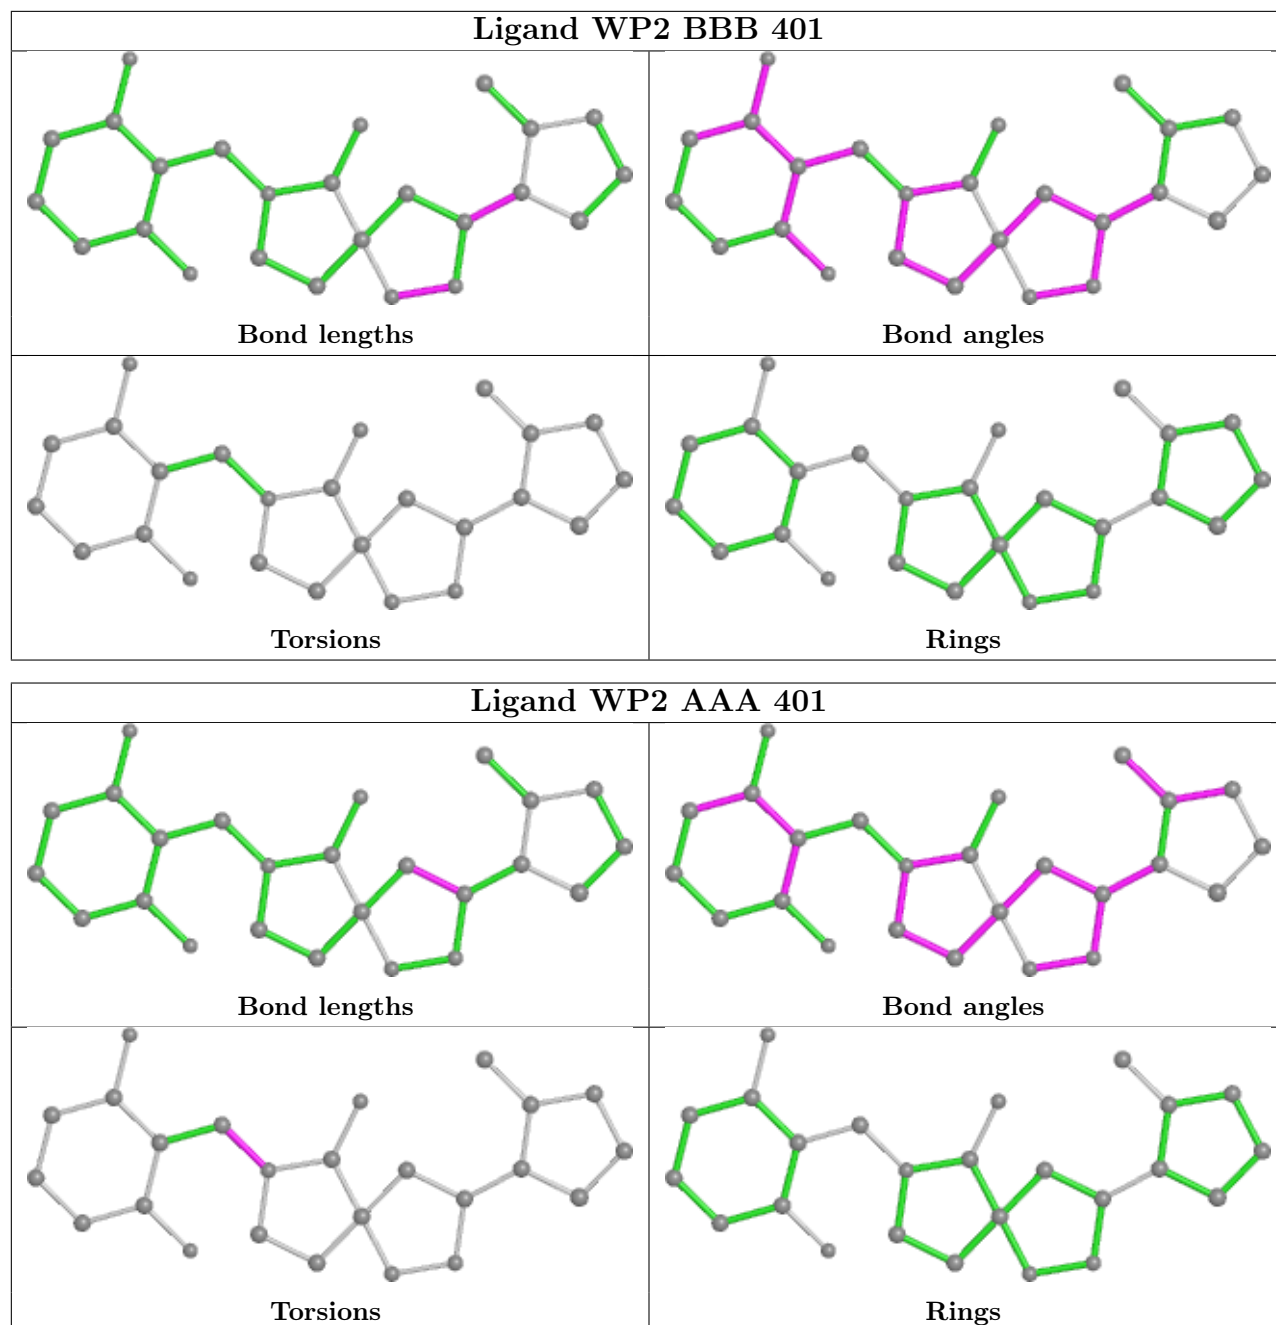 Ligand WP2 BBB 401
Bond lengths
Bond angles
Torsions
Rings
Ligand WP2 AAA 401
Bond lengths
Bond angles
Torsions
Rings